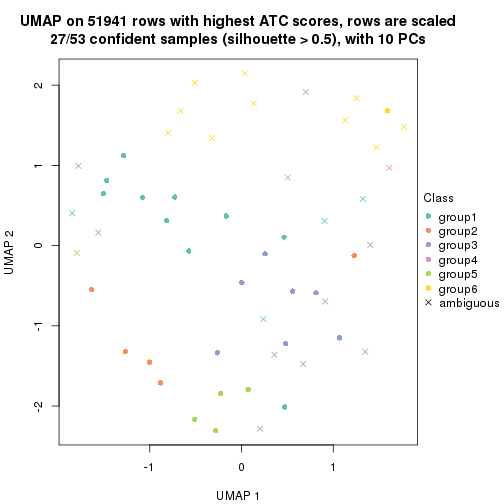 UMAP on 51941 rows with highest ATC scores, rows are scaled
27/53 confident samples (silhouette > 0.5), with 10 PCs
2
1
0
-1
-2
UMAP 2
-1
0
1
UMAP 1
Class
group1
group2
group3
group4
group5
group6
ambiguous